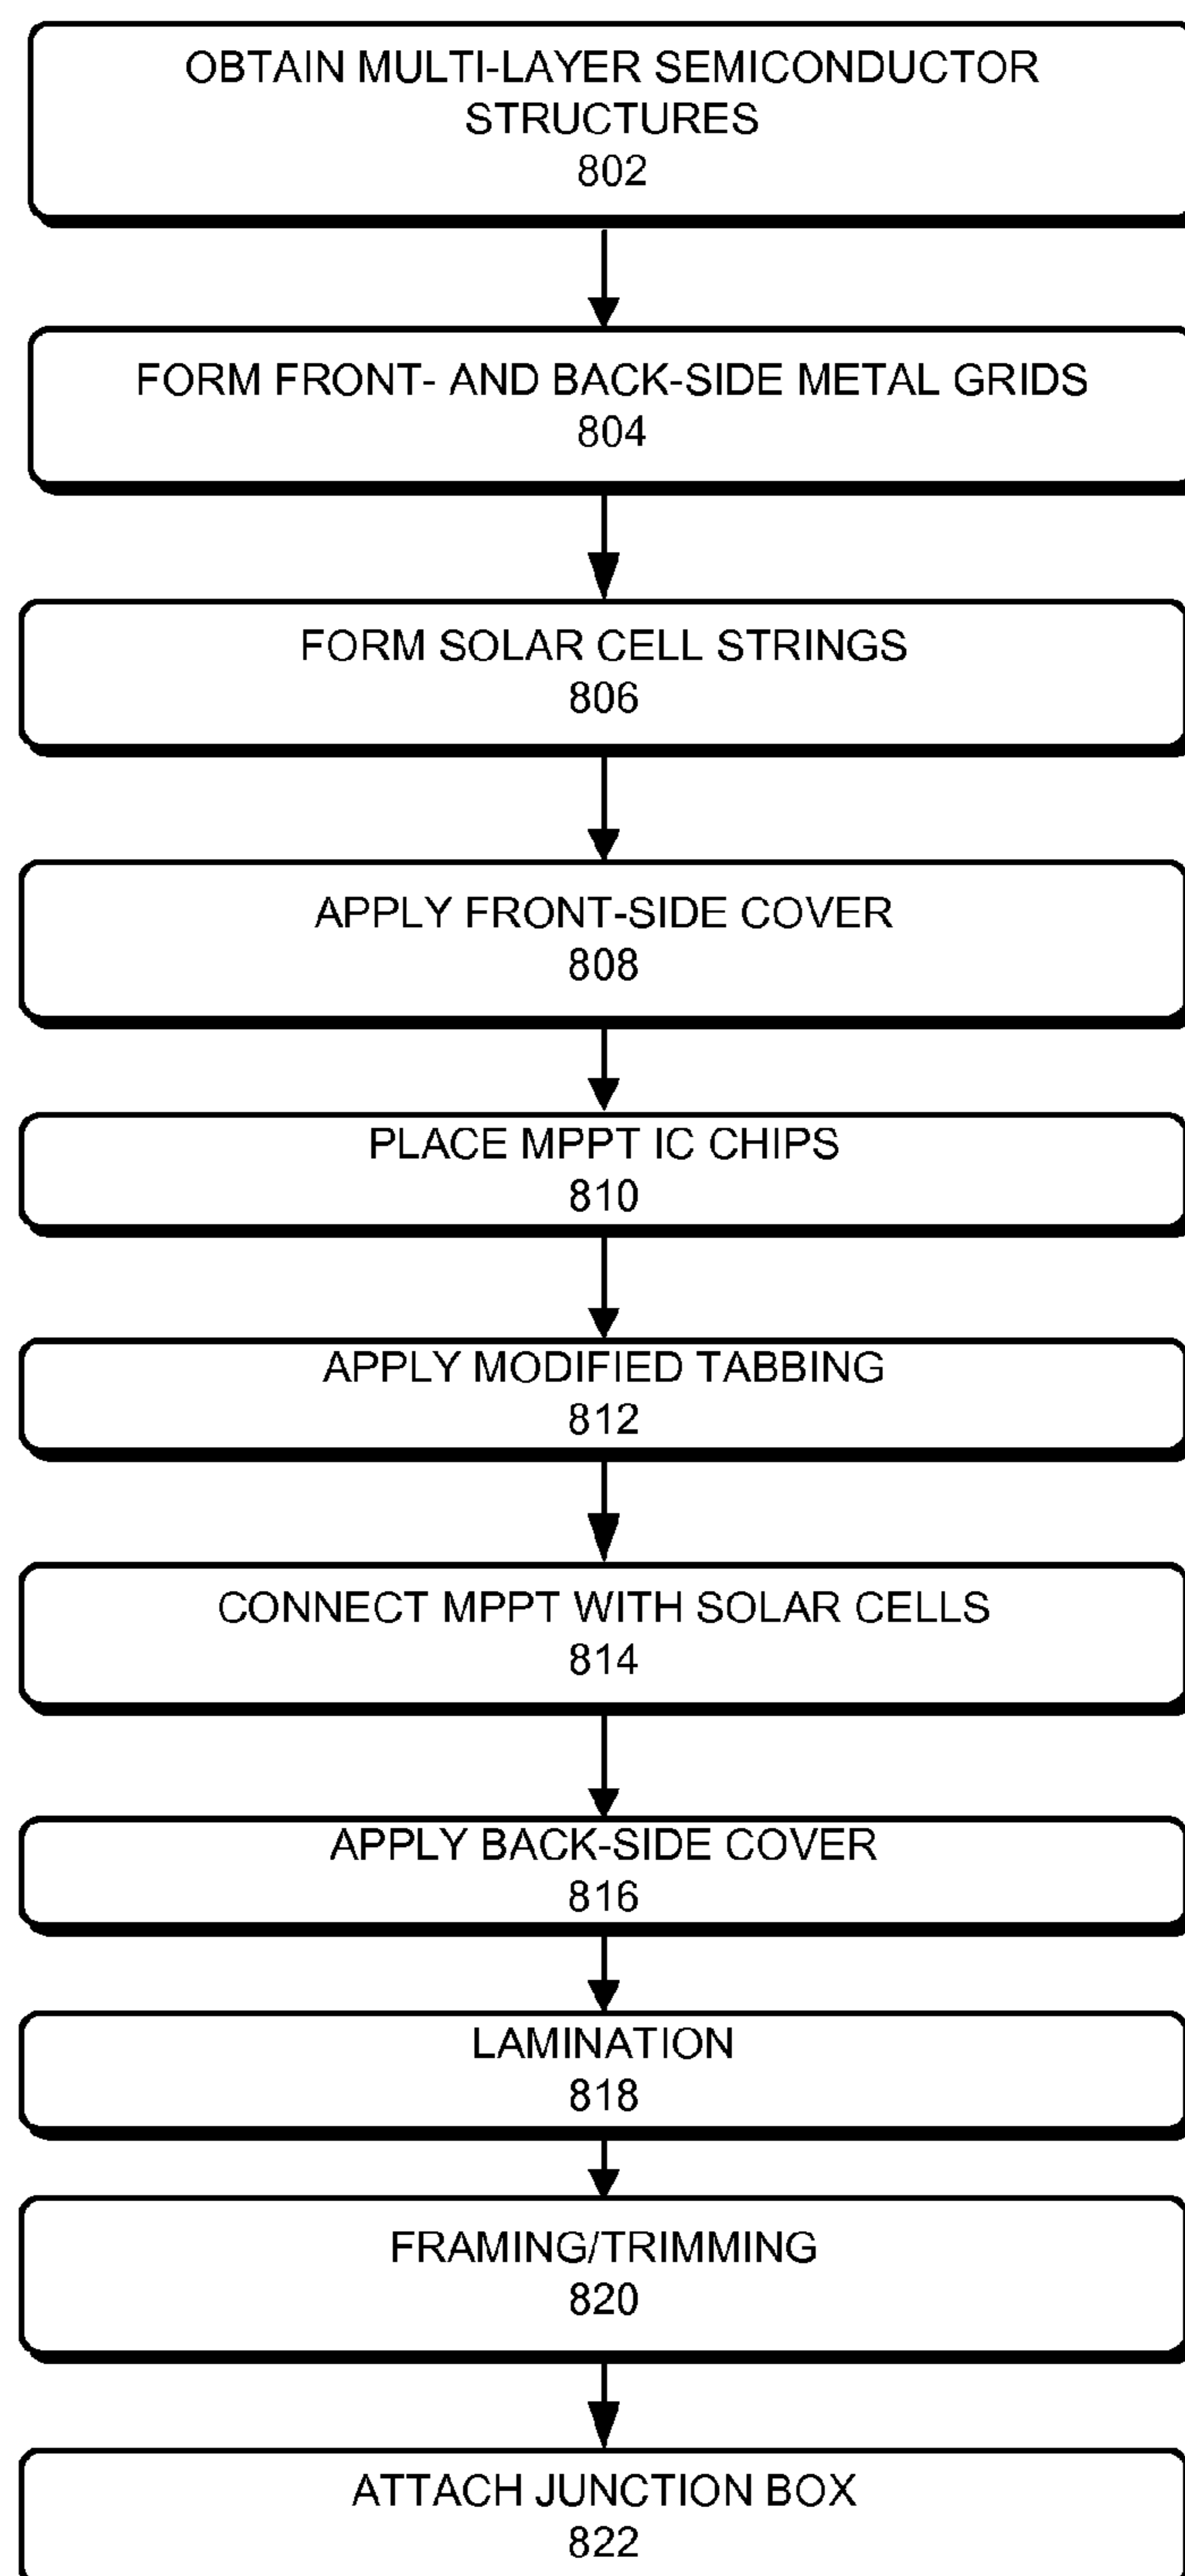 OBTAIN MULTI-LAYER SEMICONDUCTOR
STRUCTURES
802
FORM FRONT- AND BACK-SIDE METAL GRIDS
804
FORM SOLAR CELL STRINGS
806
APPLY FRONT-SIDE COVER
808
PLACE MPPT IC CHIPS
810
APPLY MODIFIED TABBING
812
CONNECT MPPT WITH SOLAR CELLS
814
APPLY BACK-SIDE COVER
816
LAMINATION
818
FRAMING/TRIMMING
820
ATTACH JUNCTION BOX
822